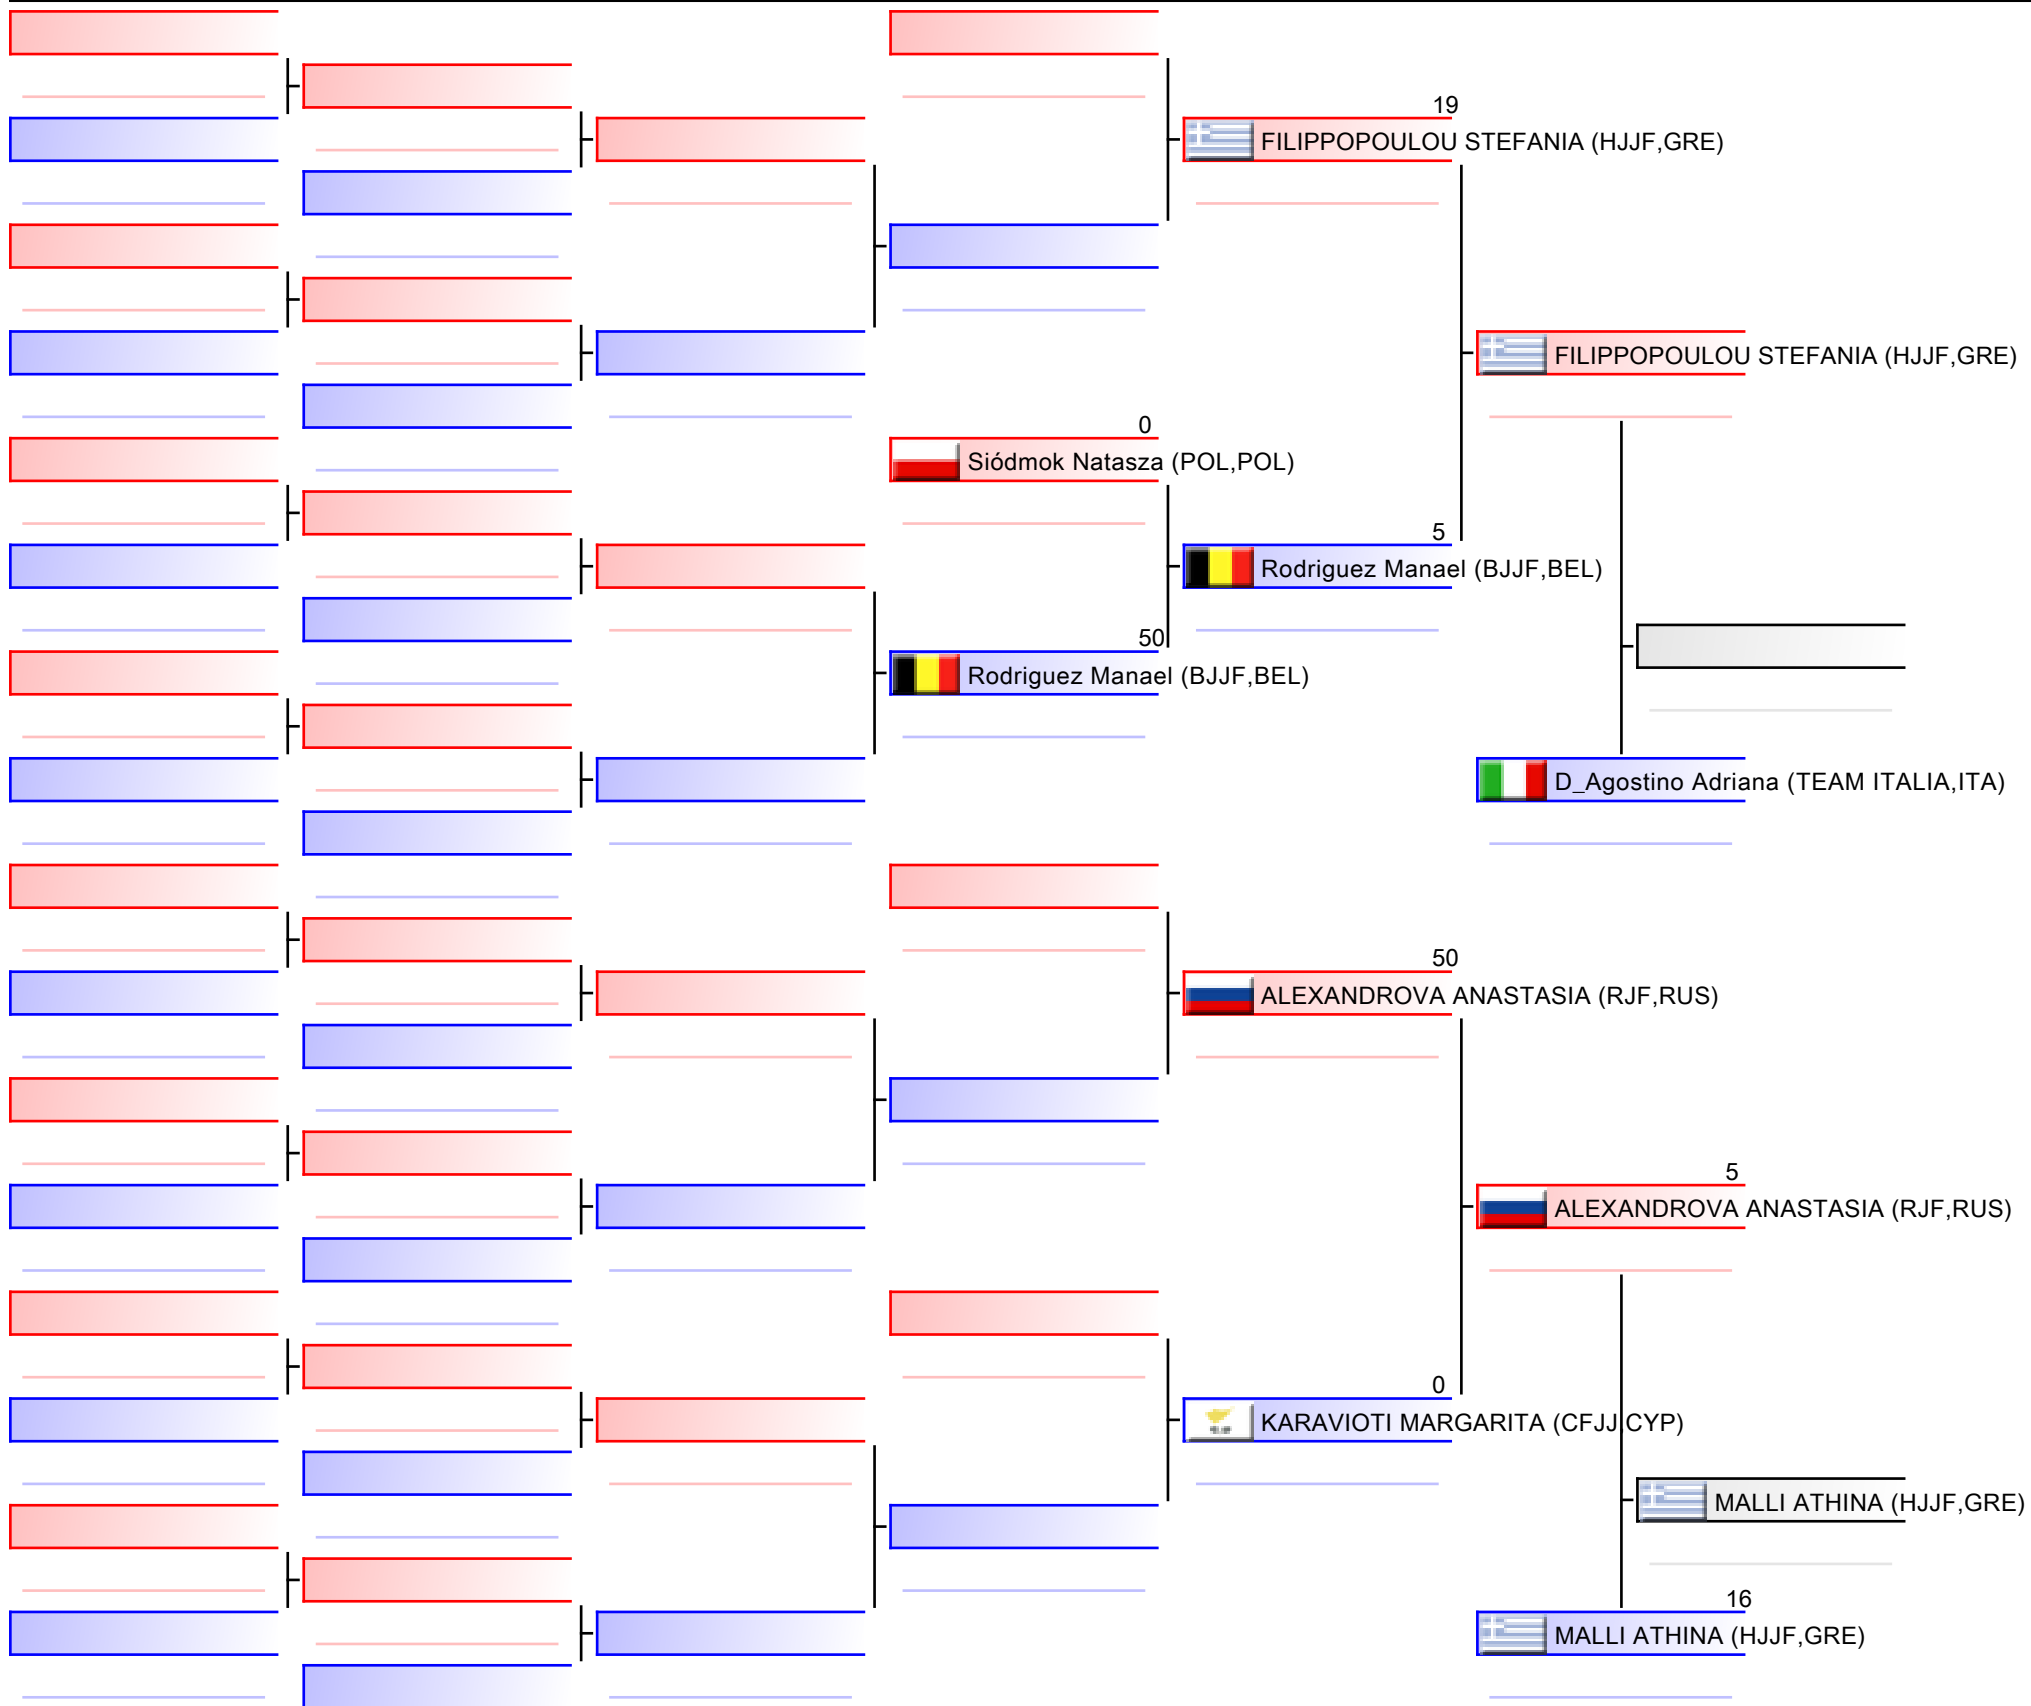 19
FILIPPOPOULOU STEFANIA (HJJF,GRE)
FILIPPOPOULOU STEFANIA (HJJF,GRE)
0
Siódmok Natasza (POL,POL)
5
Rodriguez Manael (BJJF,BEL)
50
Rodriguez Manael (BJJF,BEL)
D_Agostino Adriana (TEAM ITALIA,ITA)
50
ALEXANDROVA ANASTASIA (RJF,RUS)
5
ALEXANDROVA ANASTASIA (RJF,RUS)
0
KARAVIOTI MARGARITA (CFJJ,CYP)
MALLI ATHINA (HJJF,GRE)
16
MALLI ATHINA (HJJF,GRE)